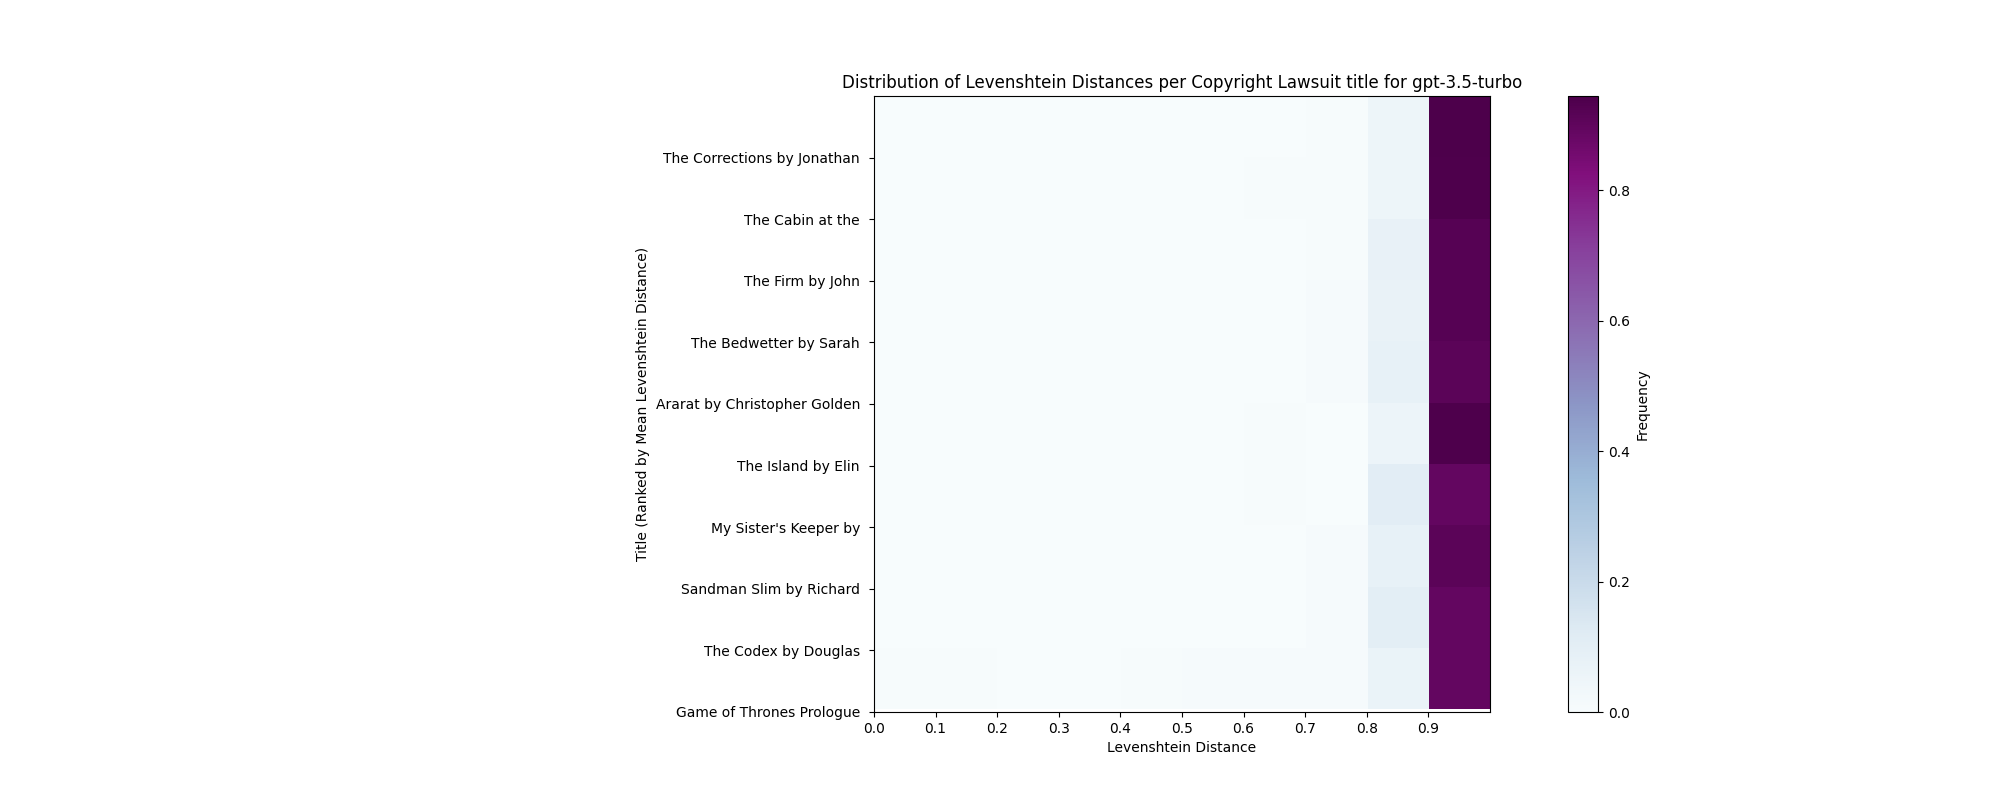 Distribution of Levenshtein Distances per Copyright Lawsuit title for gpt-3.5-turbo
Title (Ranked by Mean Levenshtein Distance)
The Corrections by Jonathan
The Cabin at the
The Firm by John
The Bedwetter by Sarah
Ararat by Christopher Golden
The Island by Elin
My Sister's Keeper by
Sandman Slim by Richard
The Codex by Douglas
Game of Thrones Prologue
0.0 0.1 0.2 0.3 0.4 0.5 0.6 0.7 0.8 0.9
Levenshtein Distance
0.8
0.6
0.4
0.2
0.0
Frequency